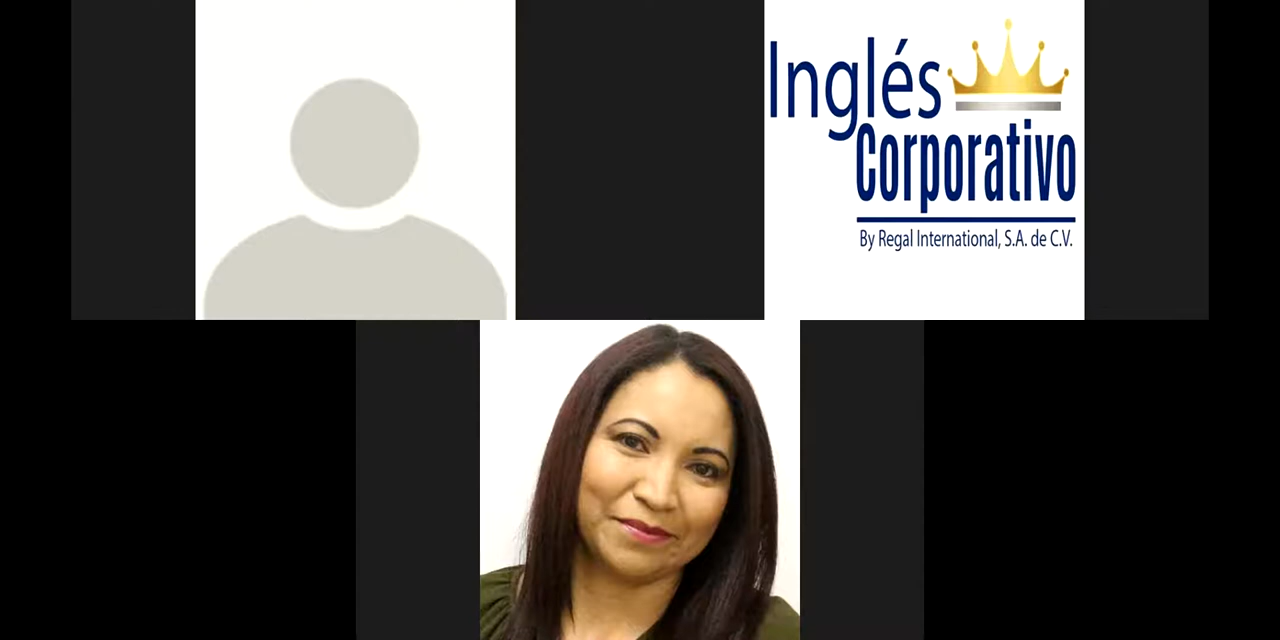 Inglés
Corporativo
By Regal International, S.A. de C.V.